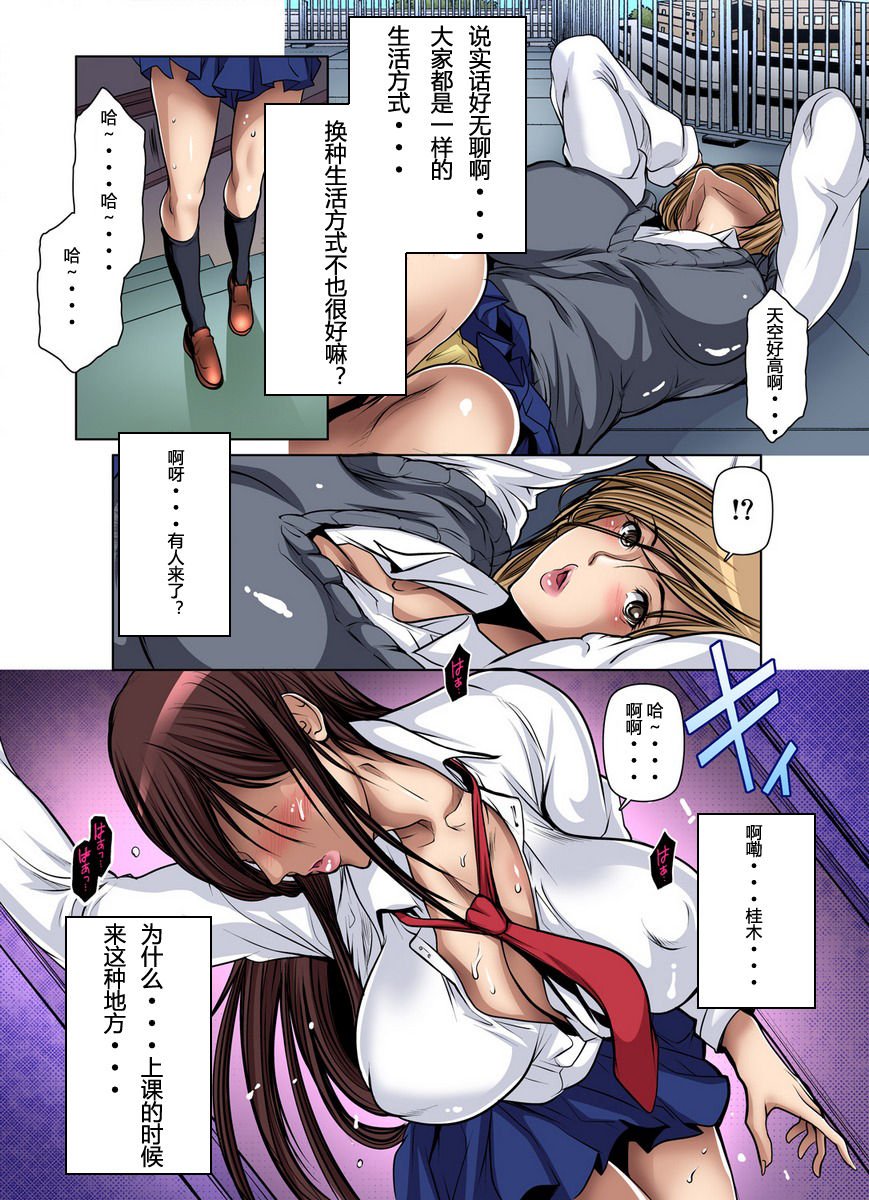 说实话好无聊啊・・・
大家都是一样的
生活方式・・・
换种生活方式不也很好嘛？
哈~・・・・
哈~・・・
哈~・・・
天空好高啊・・・
!?
啊呀・・・・有人来了？
哈~・・・・
啊啊・・・・
キィ
はぁ…
はぁ…
はぁっ…
はぁっ…
啊嘞・・・・桂木・・・
为什么・・・・上课的时候
来这种地方・・・